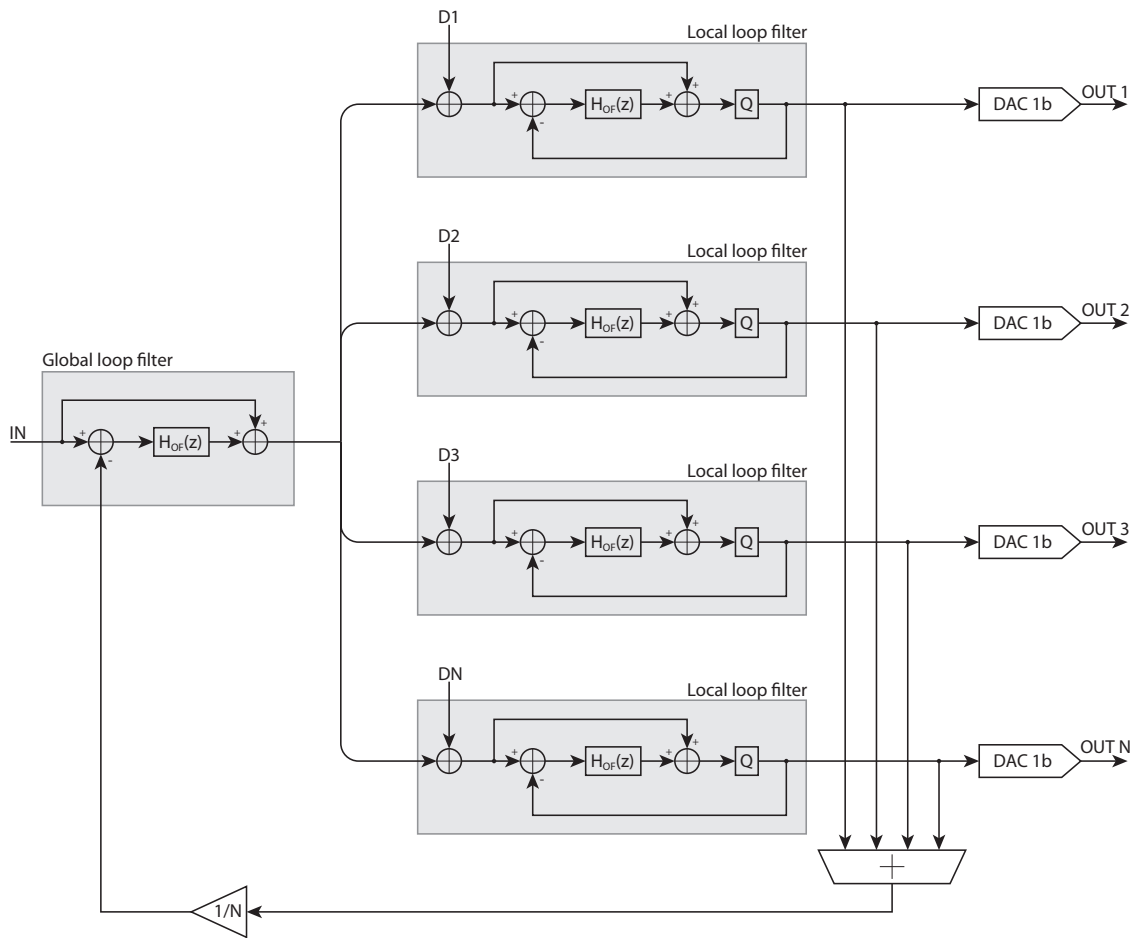 D1
Local loop filter
+
-
H_OF(z)
+
+
Q
DAC 1b
OUT 1
D2
Local loop filter
+
-
H_OF(z)
+
+
Q
DAC 1b
OUT 2
Global loop filter
IN
+
-
H_OF(z)
+
+
D3
Local loop filter
+
-
H_OF(z)
+
+
Q
DAC 1b
OUT 3
DN
Local loop filter
+
-
H_OF(z)
+
+
Q
DAC 1b
OUT N
+
1/N